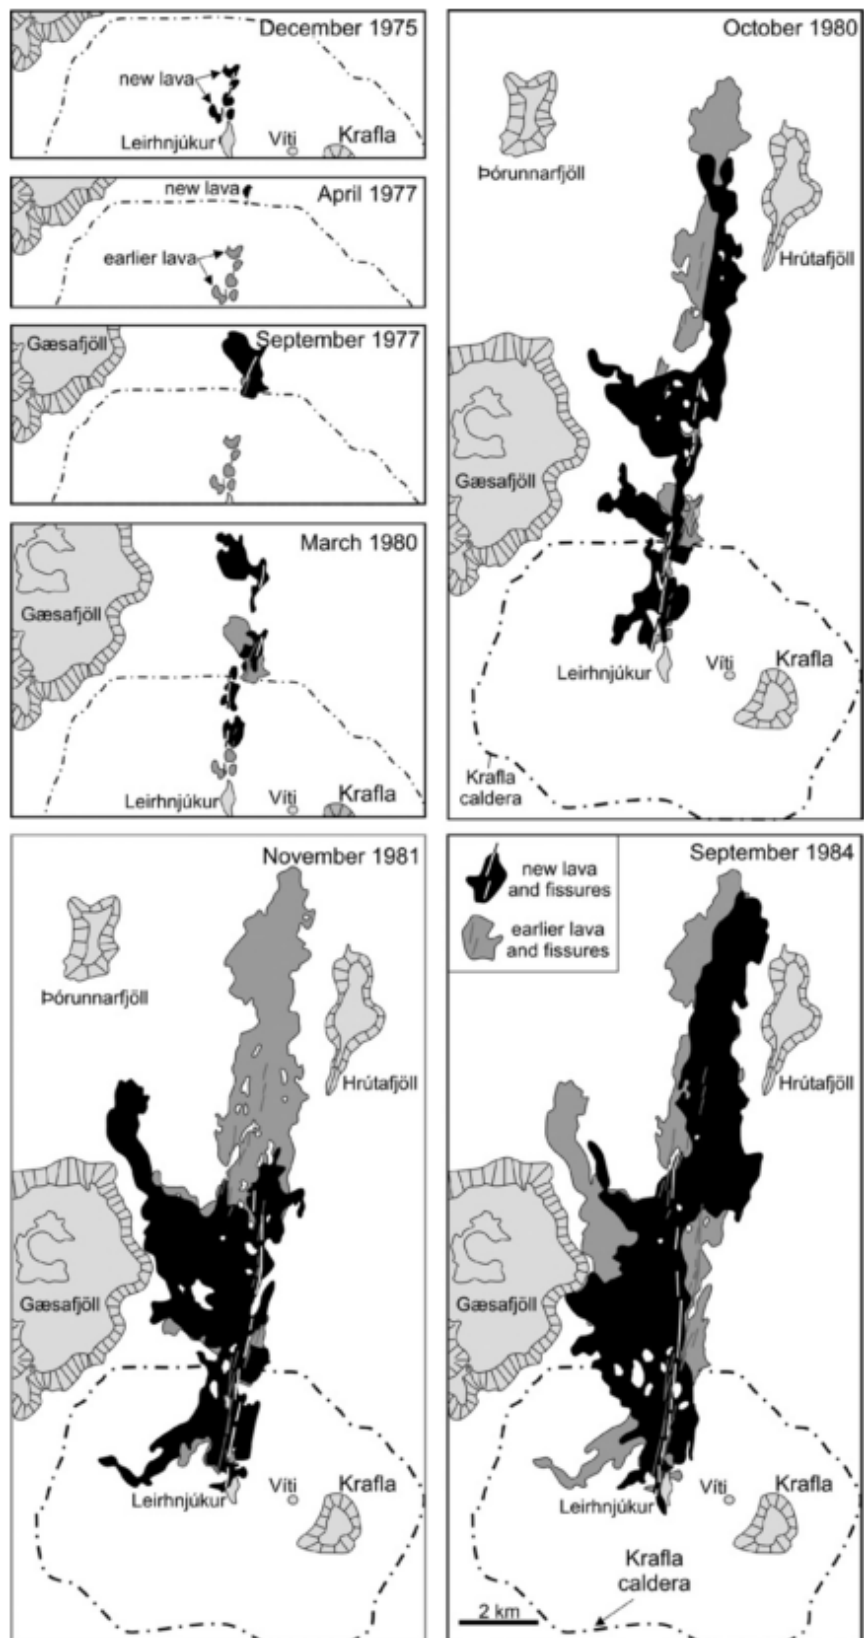 December 1975
new lava
Leirhnjúkur
Víti
Krafla
April 1977
new lava
earlier lava
September 1977
Gæsafjöll
March 1980
Gæsafjöll
Leirhnjúkur
Víti
Krafla
October 1980
Þórunnarfjöll
Hrútafjöll
Gæsafjöll
Leirhnjúkur
Víti
Krafla
Krafla
caldera
November 1981
Þórunnarfjöll
Hrútafjöll
Gæsafjöll
Leirhnjúkur
Víti
Krafla
September 1984
new lava
and fissures
earlier lava
and fissures
Hrútafjöll
Gæsafjöll
Leirhnjúkur
Víti
Krafla
Krafla
caldera
2 km